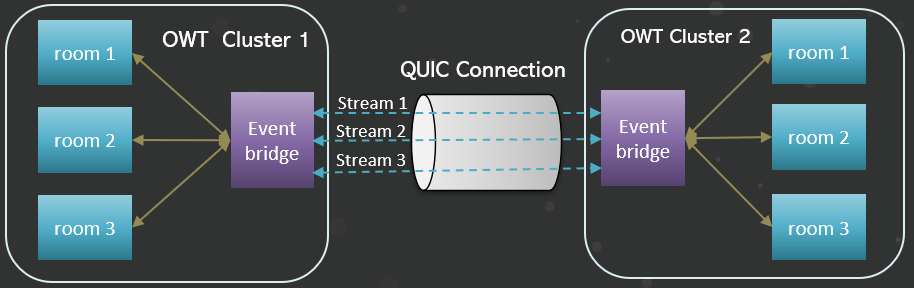 OWT Cluster 1
room 1
room 2
room 3
Event
bridge
QUIC Connection
Stream 1
Stream 2
Stream 3
OWT Cluster 2
Event
bridge
room 1
room 2
room 3